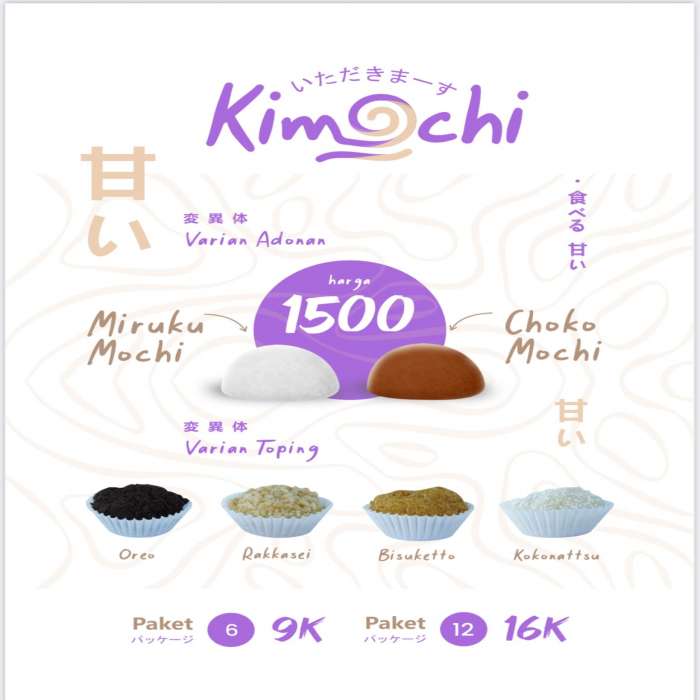 いただきまーす
Kimochi
甘い
・食べる 甘い
変異体
Varian Adonan
harga
1500
Miruku
Mochi
Choko
Mochi
甘い
変異体
Varian Toping
Oreo
Rakkasei
Bisuketto
Kokonattsu
Paket
パッケージ
6
9K
Paket
パッケージ
12
16K